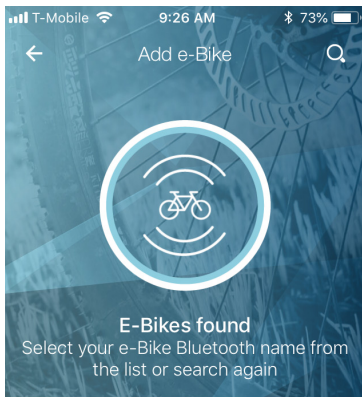 T-Mobile 9:26 AM 73%
Add e-Bike
E-Bikes found
Select your e-Bike Bluetooth name from
the list or search again